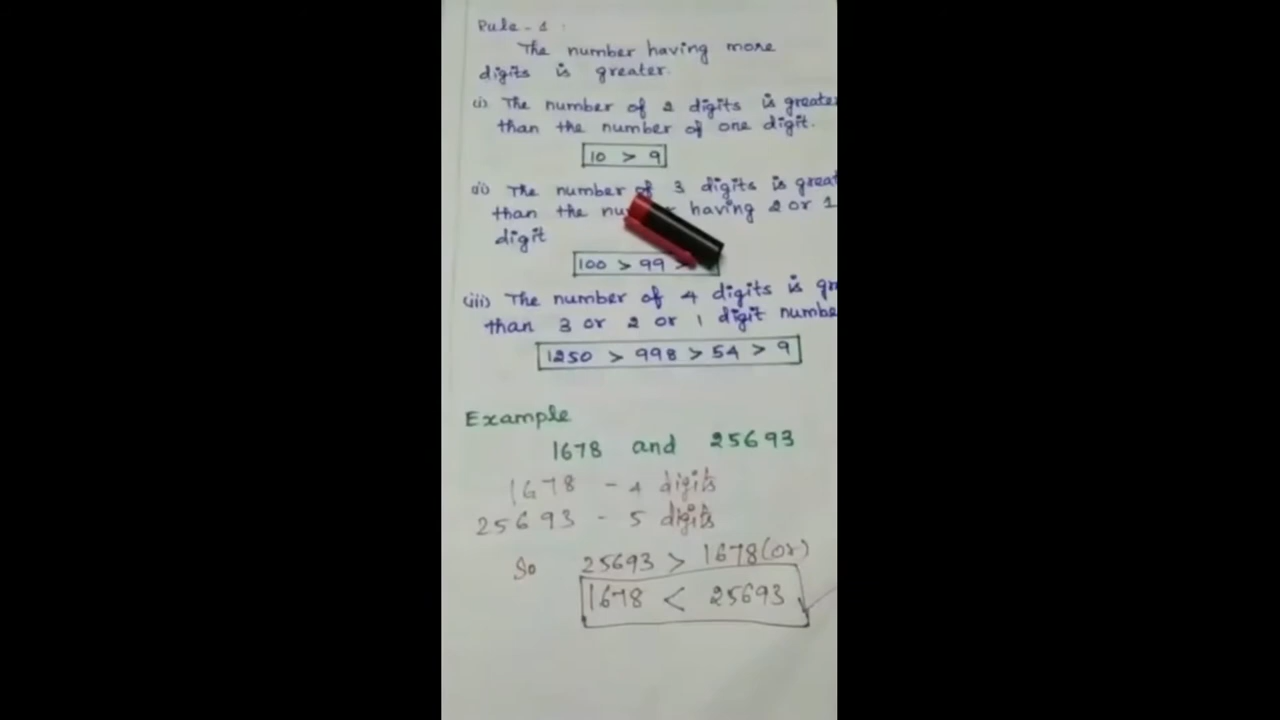 Rule - 1 :
The number having more
digits is greater.
(i) The number of 2 digits is greater
than the number of one digit.
10 > 9
(ii) The number of 3 digits is great
than the having 2 or 1
digit
100 > 99 >
(iii) The number of 4 digits is gr
than 3 or 2 or 1 digit numbe
1250 > 998 > 54 > 9
Example
1678 and 25693
1678 - 4 digits
25693 - 5 digits
So 25693 > 1678 (or)
1678 < 25693